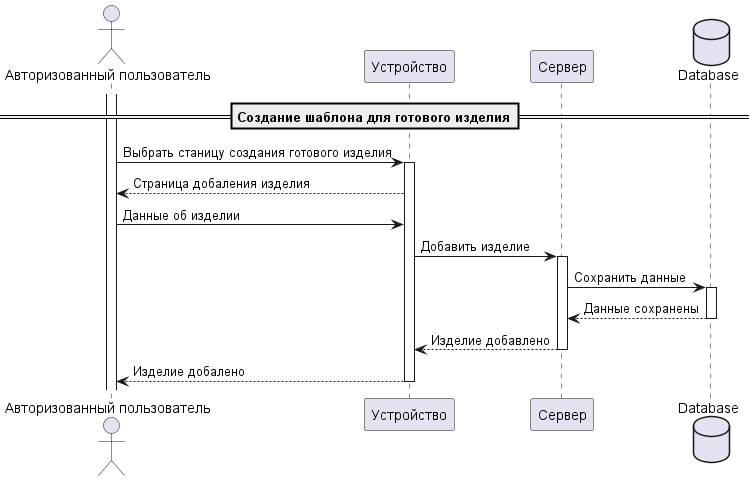 Авторизованный пользователь
Устройство
Сервер
Database
Создание шаблона для готового изделия
Выбрать станицу создания готового изделия
Страница добаления изделия
Данные об изделии
Добавить изделие
Сохранить данные
Данные сохранены
Изделие добавлено
Изделие добалено
Авторизованный пользователь
Устройство
Сервер
Database